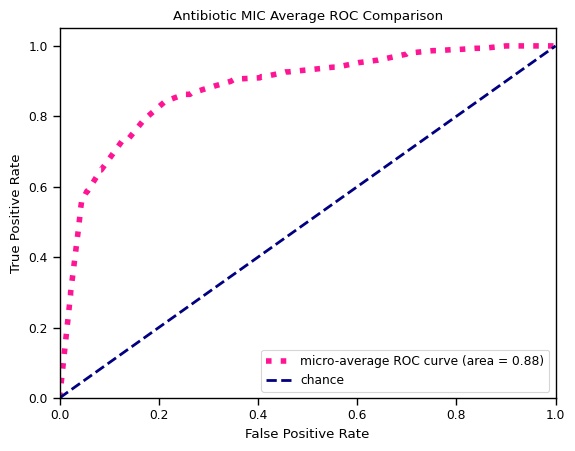 Antibiotic MIC Average ROC Comparison
True Positive Rate
1.0
0.8
0.6
0.4
0.2
0.0
micro-average ROC curve (area = 0.88)
chance
0.0 0.2 0.4 0.6 0.8 1.0
False Positive Rate